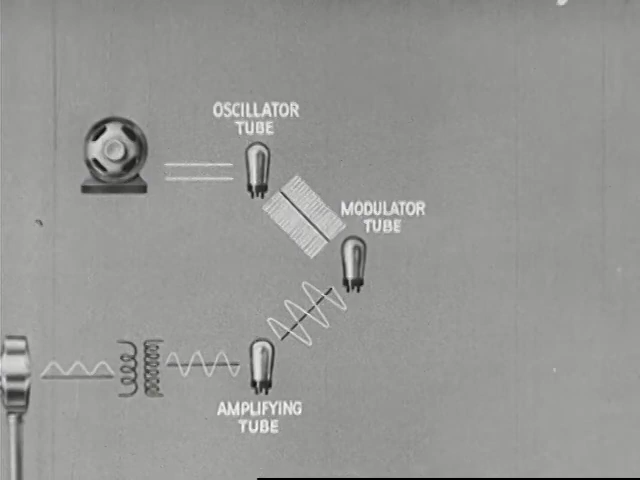 OSCILLATOR
TUBE
MODULATOR
TUBE
AMPLIFYING
TUBE